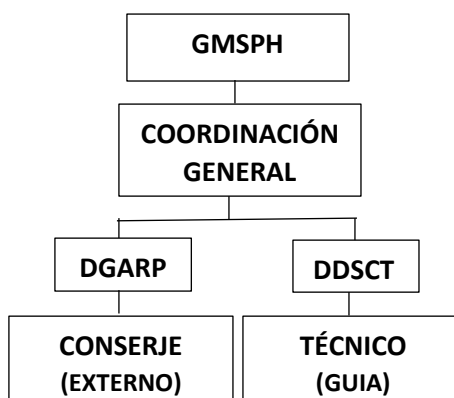 GMSPH
COORDINACIÓN
GENERAL
DGARP
DDSCT
CONSERJE
(EXTERNO)
TÉCNICO
(GUIA)